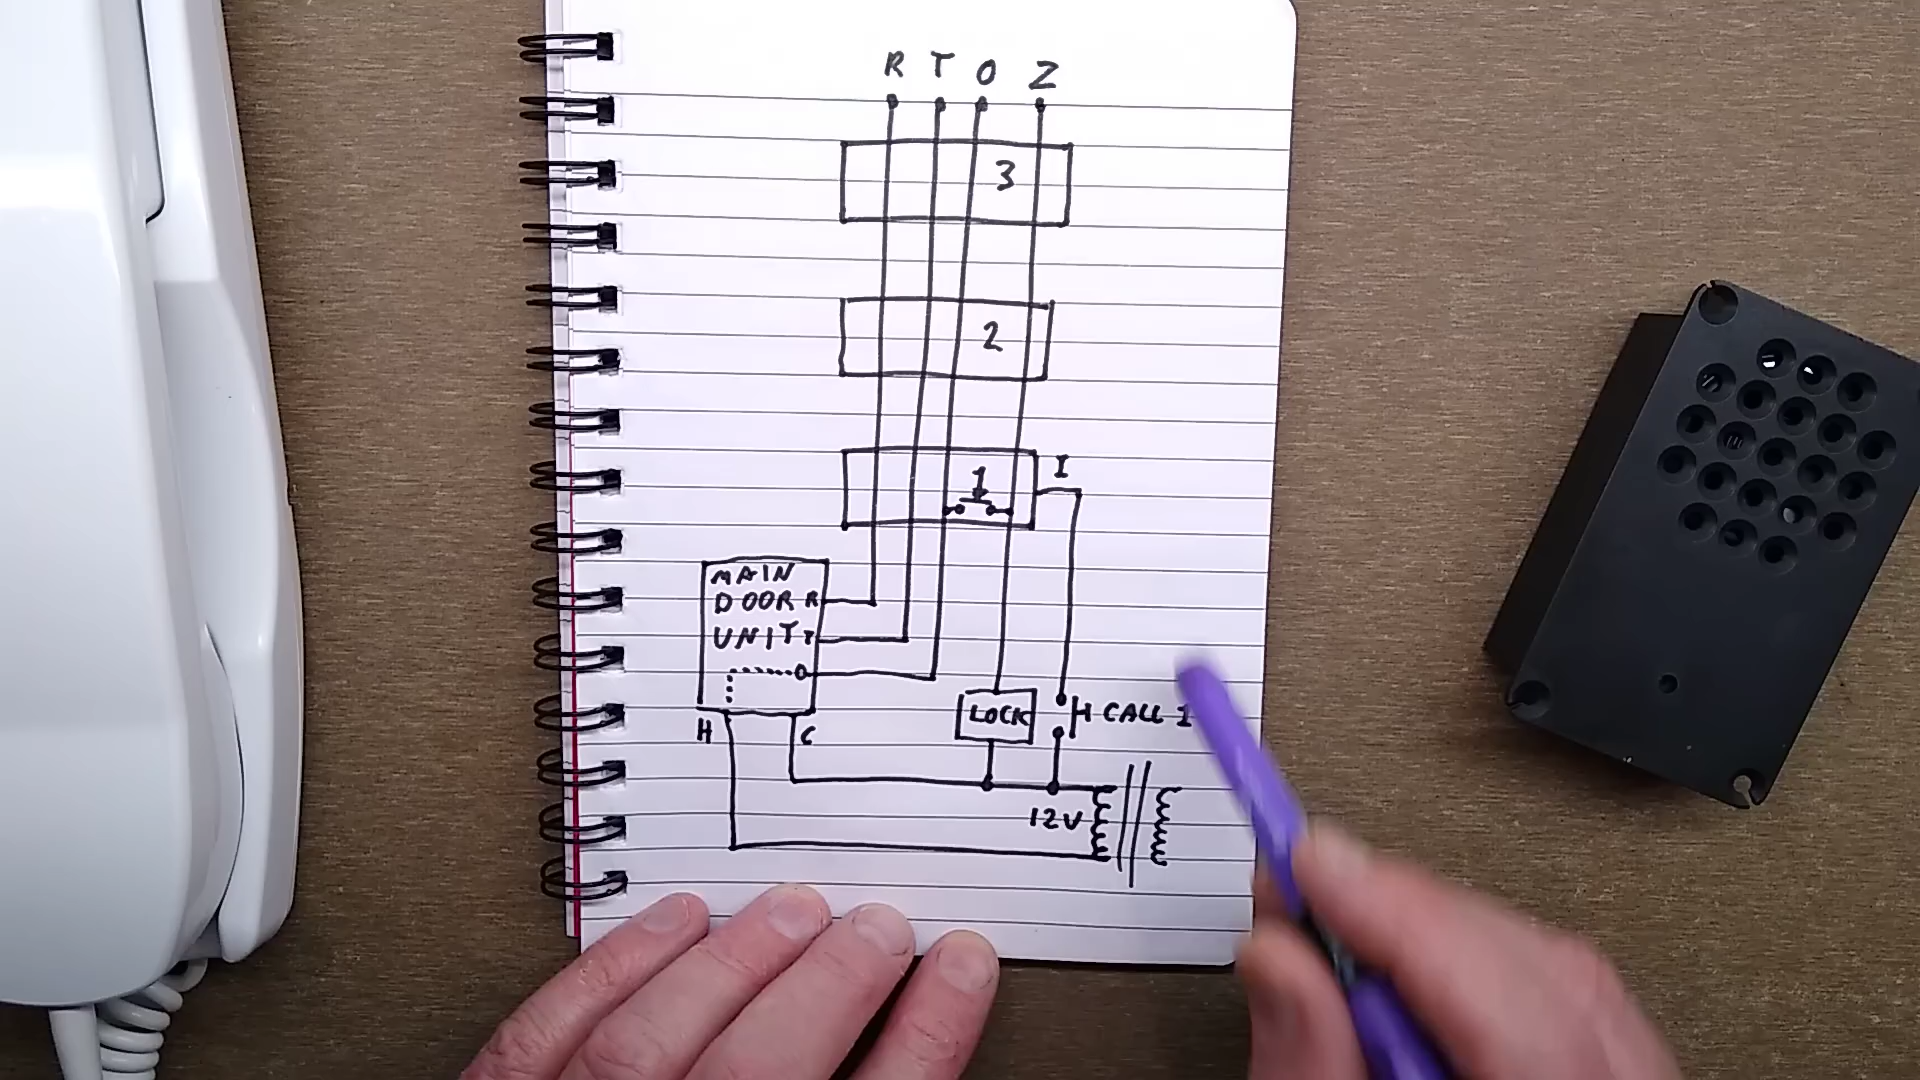 R T O Z
3
2
1 I
MAIN
DOOR R
UNIT T
O
H C
LOCK
CALL 1
12V